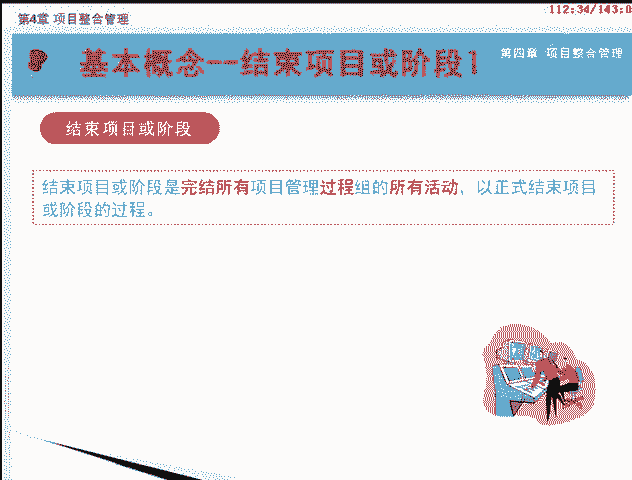 第4章 项目整合管理
112:34/143:0
基本概念--结束项目或阶段1
第四章 项目整合管理
结束项目或阶段
结束项目或阶段是完结所有项目管理过程组的所有活动，以正式结束项目
或阶段的过程。